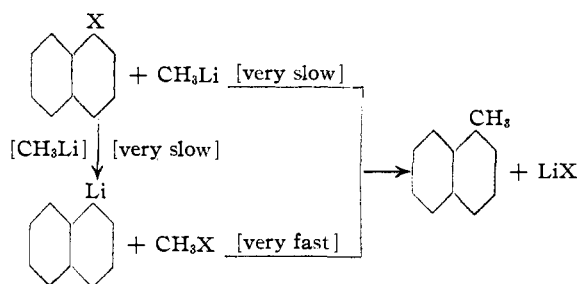 X
+ CH₃Li [very slow]
CH₃
[CH₃Li] [very slow]
+ LiX
Li
+ CH₃X [very fast]